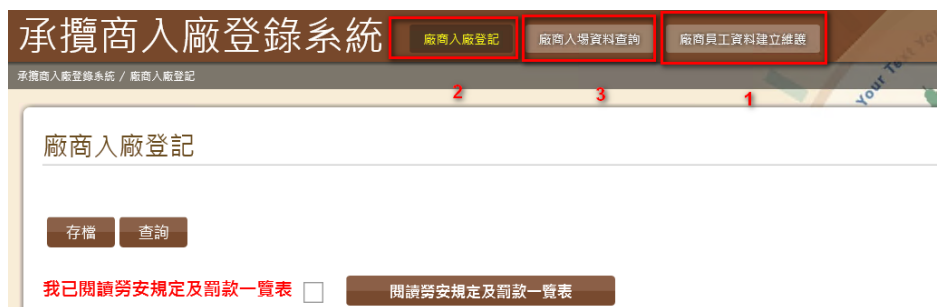 承攬商入廠登錄系統 廠商入廠登記 廠商入場資料查詢 廠商員工資料建立維護
承攬商入廠登錄系統 / 廠商入廠登記
2 3 1
Your Text
廠商入廠登記
存檔 查詢
我已閱讀勞安規定及罰款一覽表 閱讀勞安規定及罰款一覽表